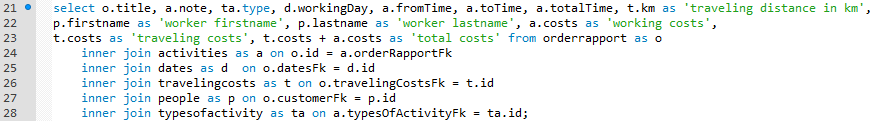 21 select o.title, a.note, ta.type, d.workingDay, a.fromTime, a.toTime, a.totalTime, t.km as 'traveling distance in km',
22 p.firstname as 'worker firstname', p.lastname as 'worker lastname', a.costs as 'working costs',
23 t.costs as 'traveling costs', t.costs + a.costs as 'total costs' from orderrapport as o
24 inner join activities as a on o.id = a.orderRapportFk
25 inner join dates as d on o.datesFk = d.id
26 inner join travelingcosts as t on o.travelingCostsFk = t.id
27 inner join people as p on o.customerFk = p.id
28 inner join typesofactivity as ta on a.typesOfActivityFk = ta.id;